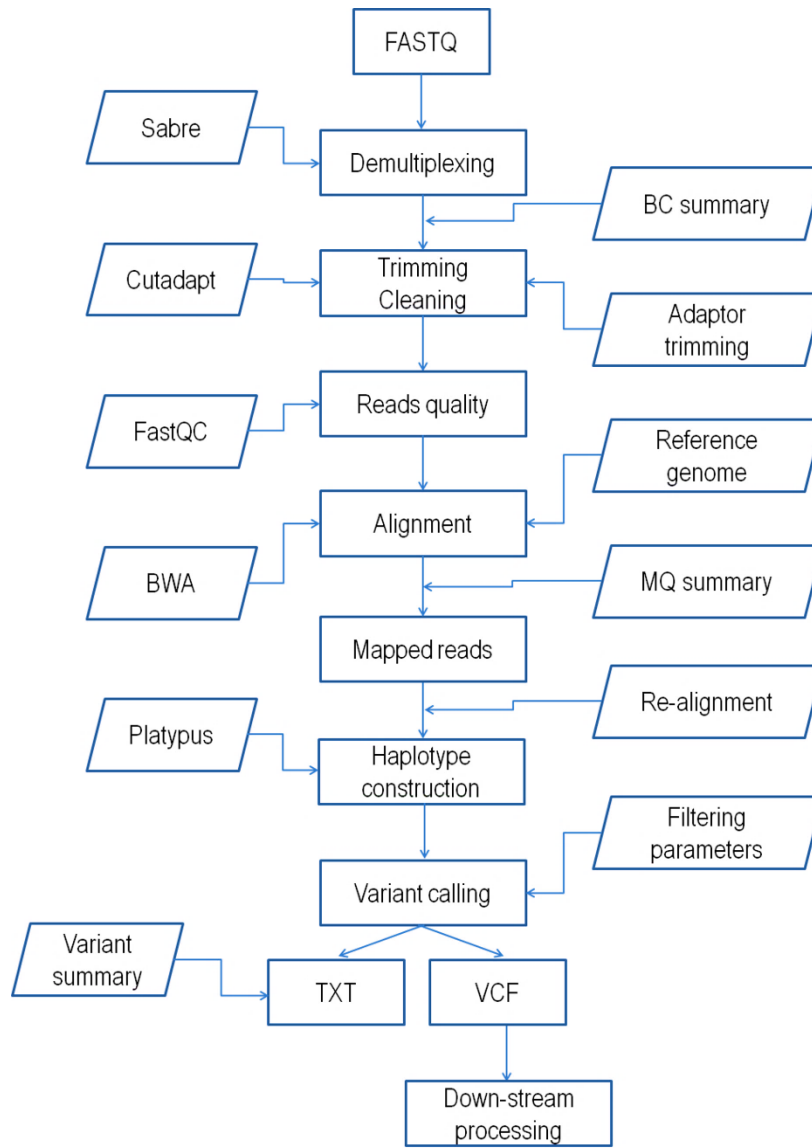 FASTQ
Sabre
Demultiplexing
BC summary
Cutadapt
Trimming
Cleaning
Adaptor
trimming
FastQC
Reads quality
Reference
genome
Alignment
BWA
MQ summary
Mapped reads
Re-alignment
Platypus
Haplotype
construction
Filtering
parameters
Variant calling
Variant
summary
TXT
VCF
Down-stream
processing